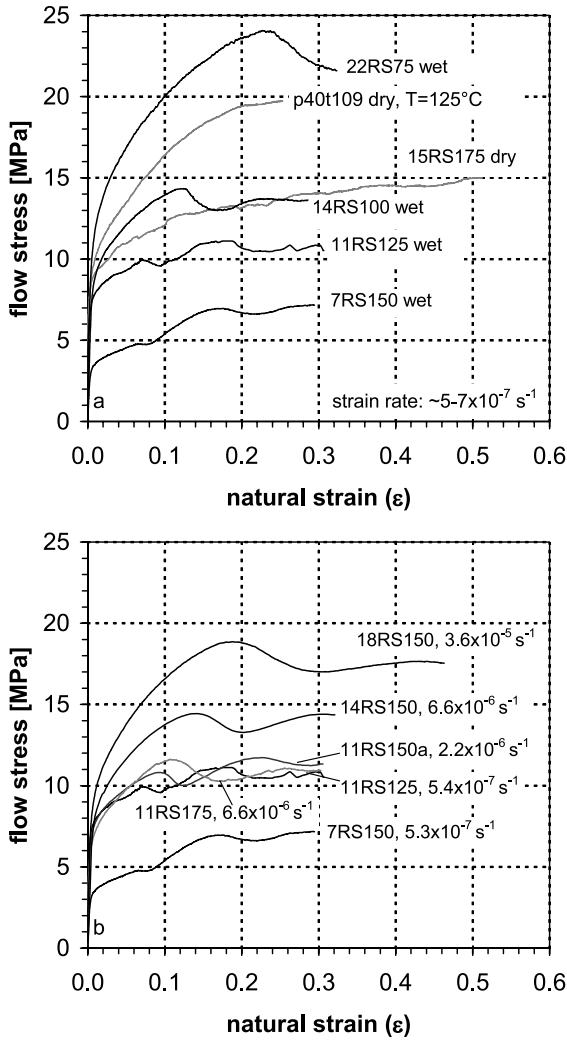 25
20
15
10
5
0
flow stress [MPa]
22RS75 wet
p40t109 dry, T=125°C
15RS175 dry
14RS100 wet
11RS125 wet
7RS150 wet
a
strain rate: ~5-7x10⁻⁷ s⁻¹
0.0 0.1 0.2 0.3 0.4 0.5 0.6
natural strain (ε)
25
20
15
10
5
0
flow stress [MPa]
18RS150, 3.6x10⁻⁵ s⁻¹
14RS150, 6.6x10⁻⁶ s⁻¹
11RS150a, 2.2x10⁻⁶ s⁻¹
11RS125, 5.4x10⁻⁷ s⁻¹
11RS175, 6.6x10⁻⁶ s⁻¹
7RS150, 5.3x10⁻⁷ s⁻¹
b
0.0 0.1 0.2 0.3 0.4 0.5 0.6
natural strain (ε)